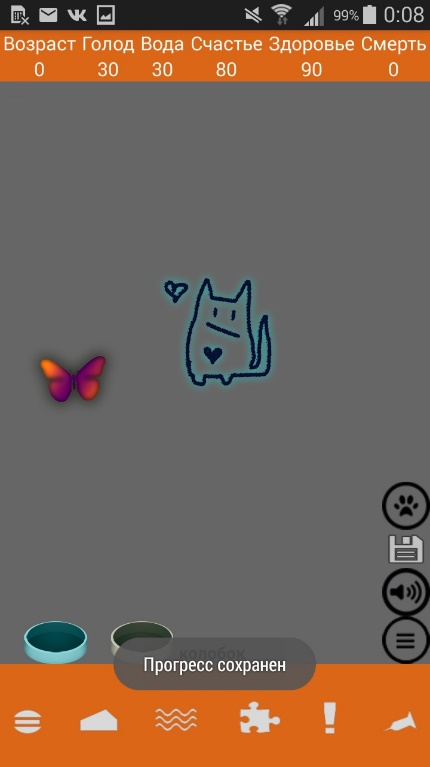 99% 0:08
Возраст Голод Вода Счастье Здоровье Смерть
0 30 30 80 90 0
колобок
Прогресс сохранен